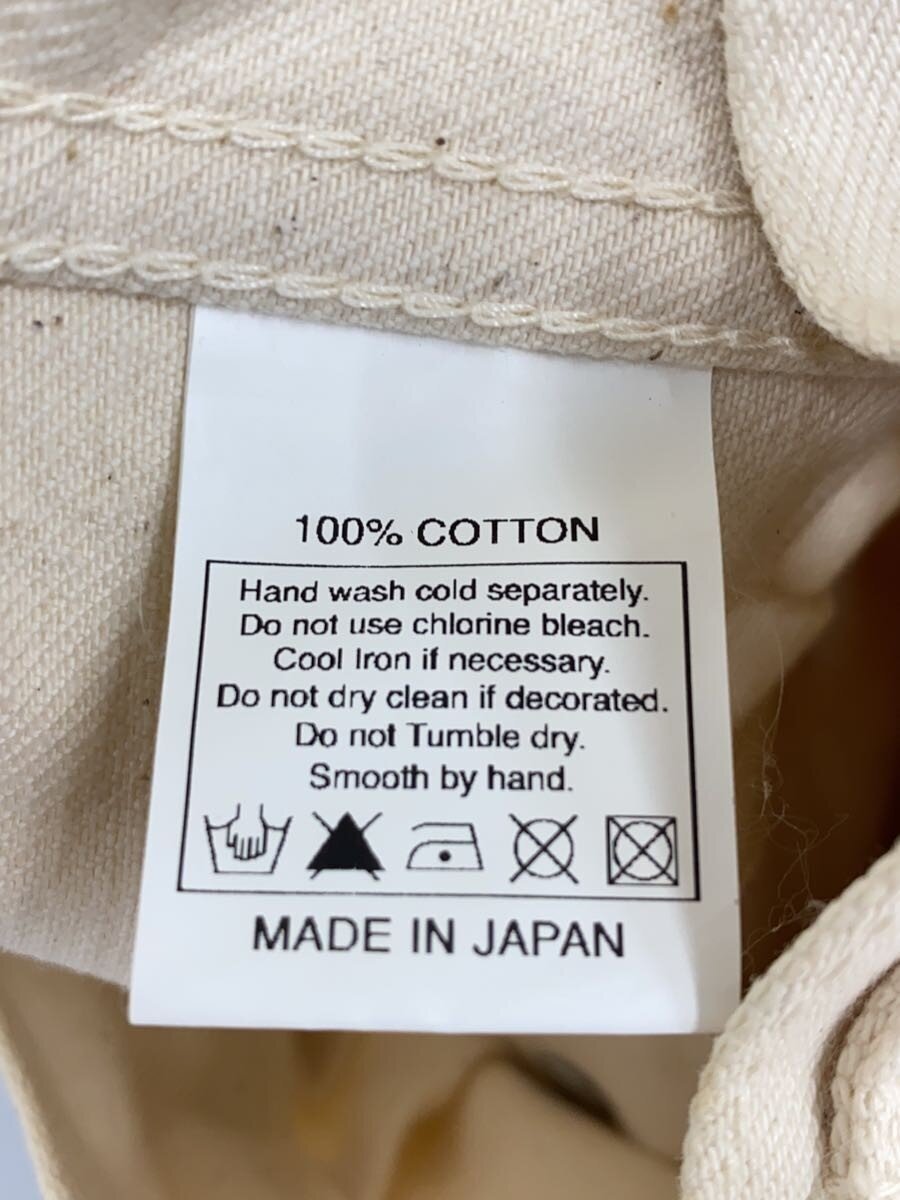 100% COTTON
Hand wash cold separately.
Do not use chlorine bleach.
Cool Iron if necessary.
Do not dry clean if decorated.
Do not Tumble dry.
Smooth by hand.
MADE IN JAPAN